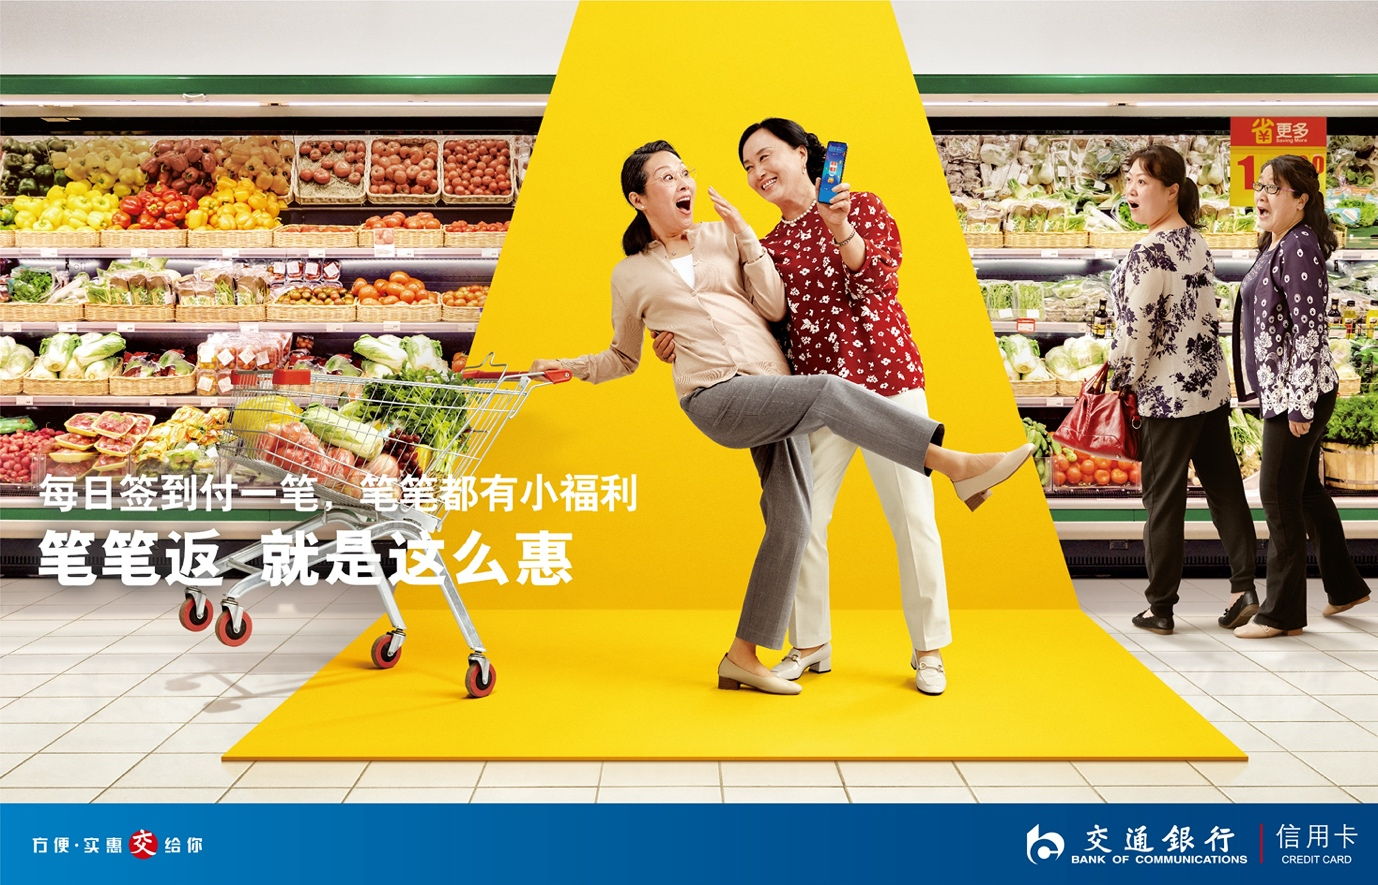 省￥更多
Saving More
每日签到付一笔，笔笔都有小福利
笔笔返 就是这么惠
方便·实惠交给你
交通銀行
BANK OF COMMUNICATIONS
信用卡
CREDIT CARD